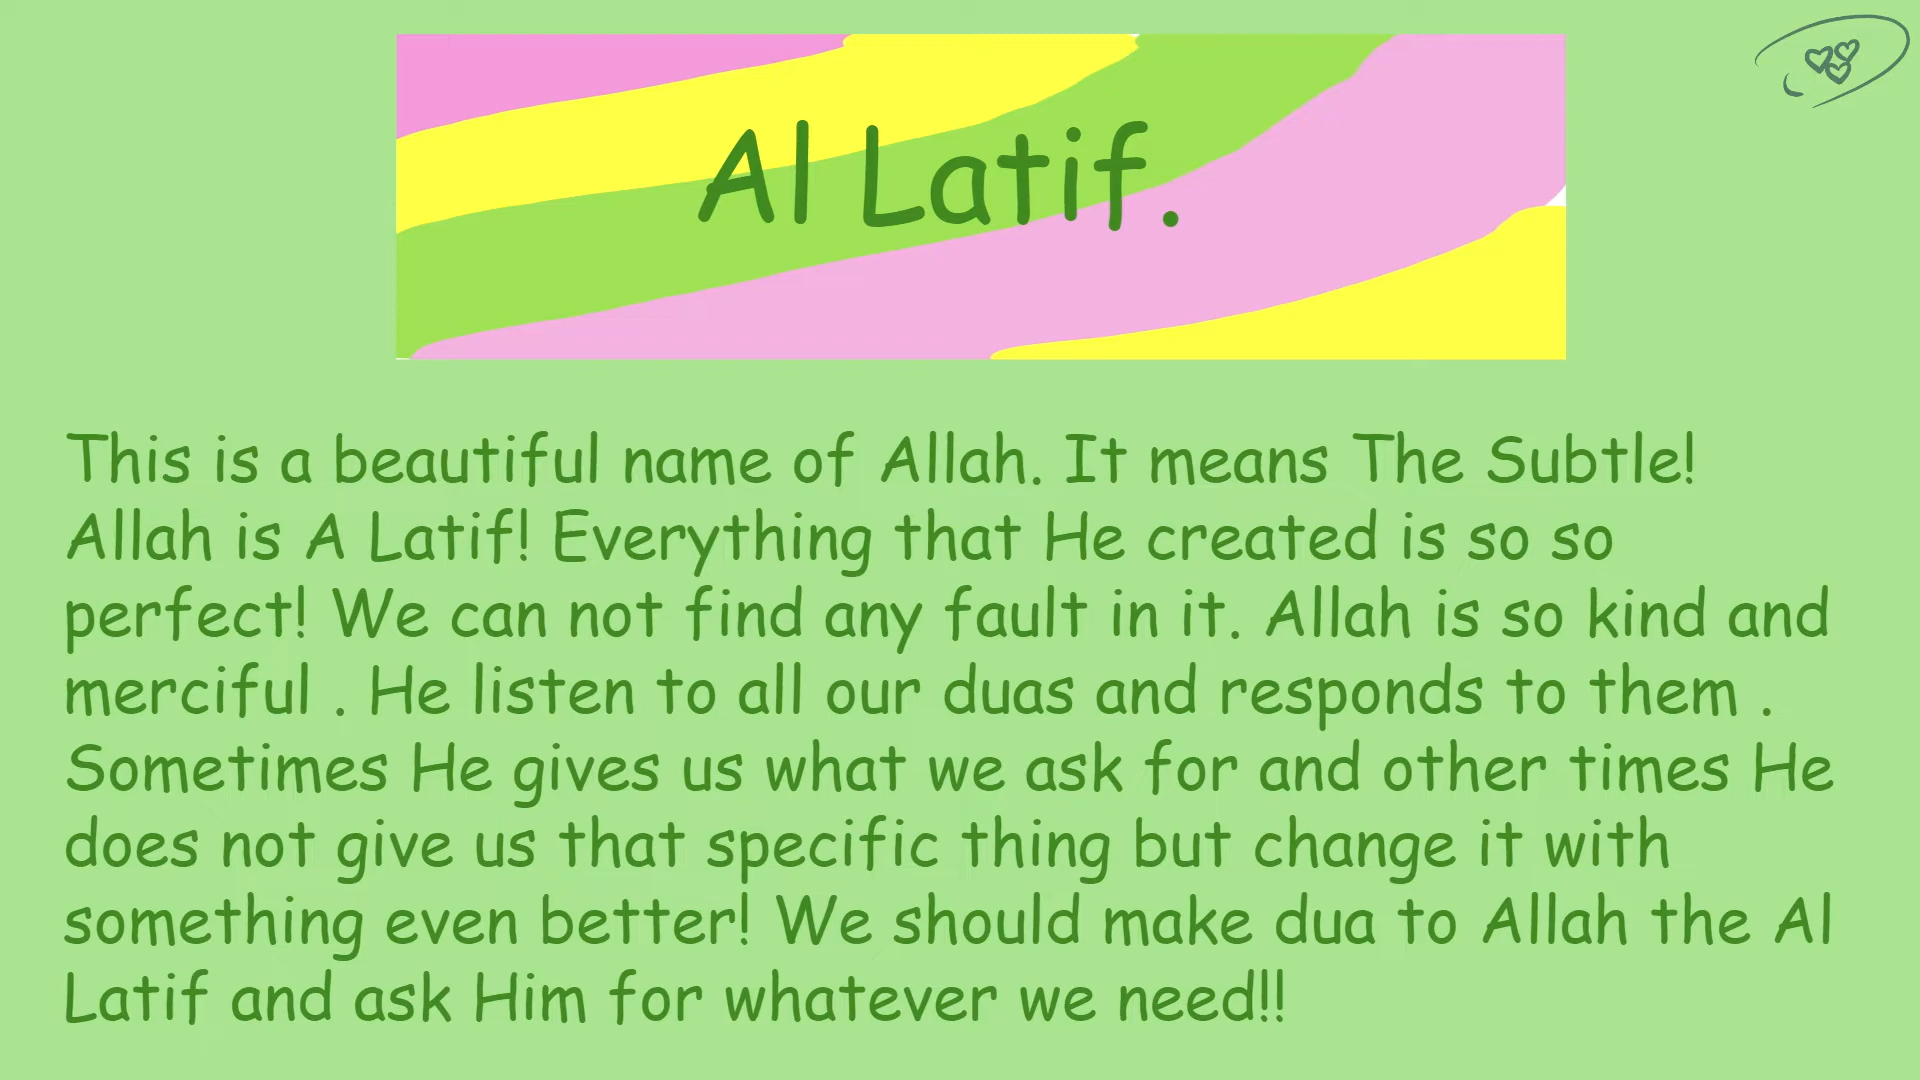 Al Latif.
This is a beautiful name of Allah. It means The Subtle!
Allah is A Latif! Everything that He created is so so
perfect! We can not find any fault in it. Allah is so kind and
merciful . He listen to all our duas and responds to them .
Sometimes He gives us what we ask for and other times He
does not give us that specific thing but change it with
something even better! We should make dua to Allah the Al
Latif and ask Him for whatever we need!!